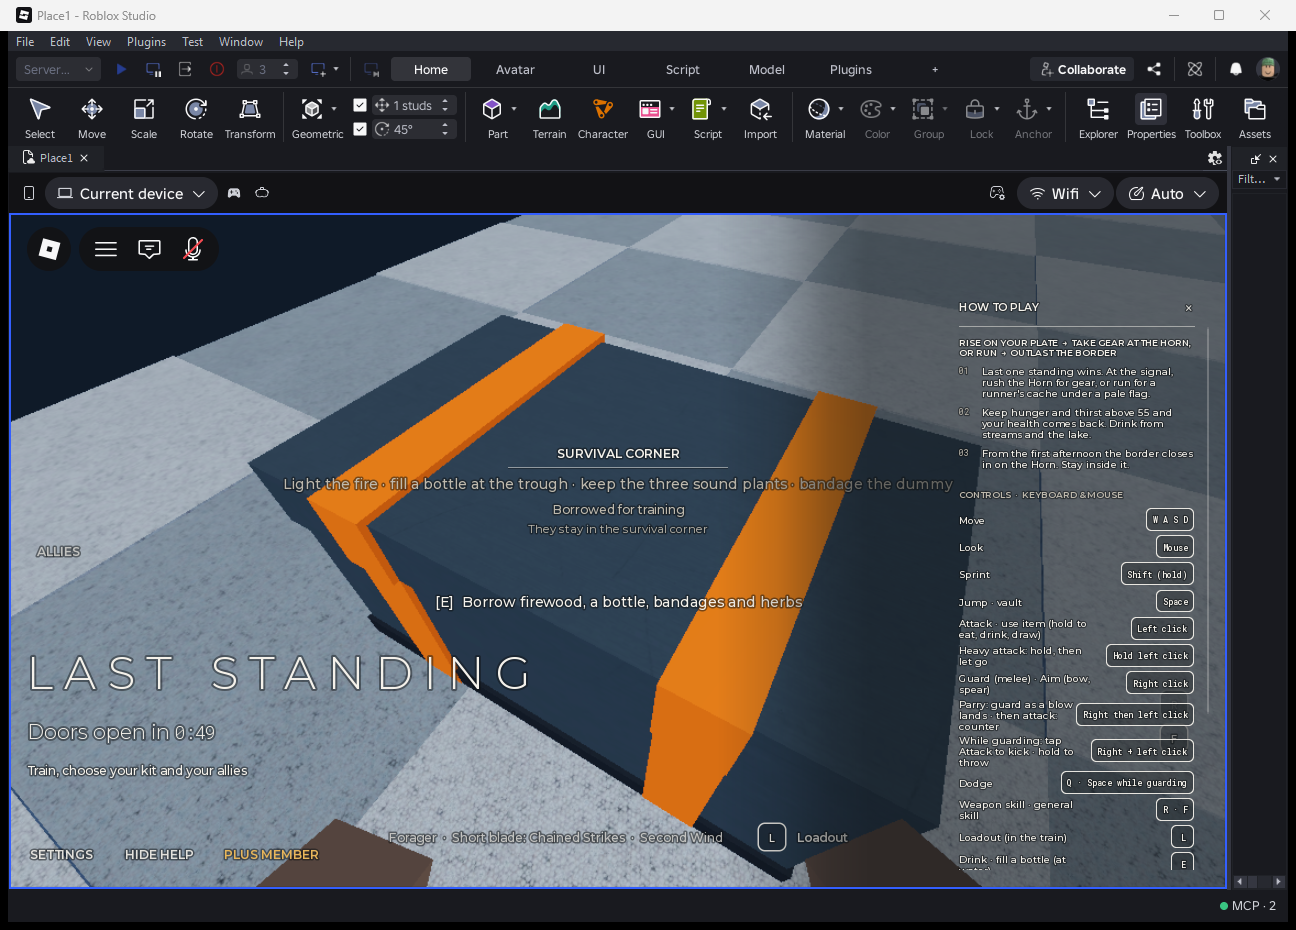 Place1 - Roblox Studio
File Edit View Plugins Test Window Help
Server... 3 Home Avatar UI Script Model Plugins + Collaborate
1 studs
45°
Select Move Scale Rotate Transform Geometric Part Terrain Character GUI Script Import Material Color Group Lock Anchor Explorer Properties Toolbox Assets
Place1
Filt...
Current device Wifi Auto
HOW TO PLAY
RISE ON YOUR PLATE → TAKE GEAR AT THE HORN,
OR RUN → OUTLAST THE BORDER
01 Last one standing wins. At the signal,
rush the Horn for gear, or run for a
runner's cache under a pale flag.
02 Keep hunger and thirst above 55 and
your health comes back. Drink from
streams and the lake.
03 From the first afternoon the border closes
in on the Horn. Stay inside it.
CONTROLS · KEYBOARD & MOUSE
Move W A S D
Look Mouse
Sprint Shift (hold)
Jump · vault Space
Attack · use item (hold to
eat, drink, draw) Left click
Heavy attack: hold, then
let go Hold left click
Guard (melee) · Aim (bow,
spear) Right click
Parry: guard as a blow
lands · then attack:
counter Right then left click
While guarding: tap
Attack to kick · hold to
throw Right + left click
Dodge Q · Space while guarding
Weapon skill · general
skill R · F
Loadout (in the train) L
Drink · fill a bottle (at
water) E
SURVIVAL CORNER
Light the fire · fill a bottle at the trough · keep the three sound plants · bandage the dummy
Borrowed for training
They stay in the survival corner
[E] Borrow firewood, a bottle, bandages and herbs
ALLIES
LAST STANDING
Doors open in 0:49
Train, choose your kit and your allies
Forager · Short blade: Chained Strikes · Second Wind L Loadout
SETTINGS HIDE HELP PLUS MEMBER
MCP · 2